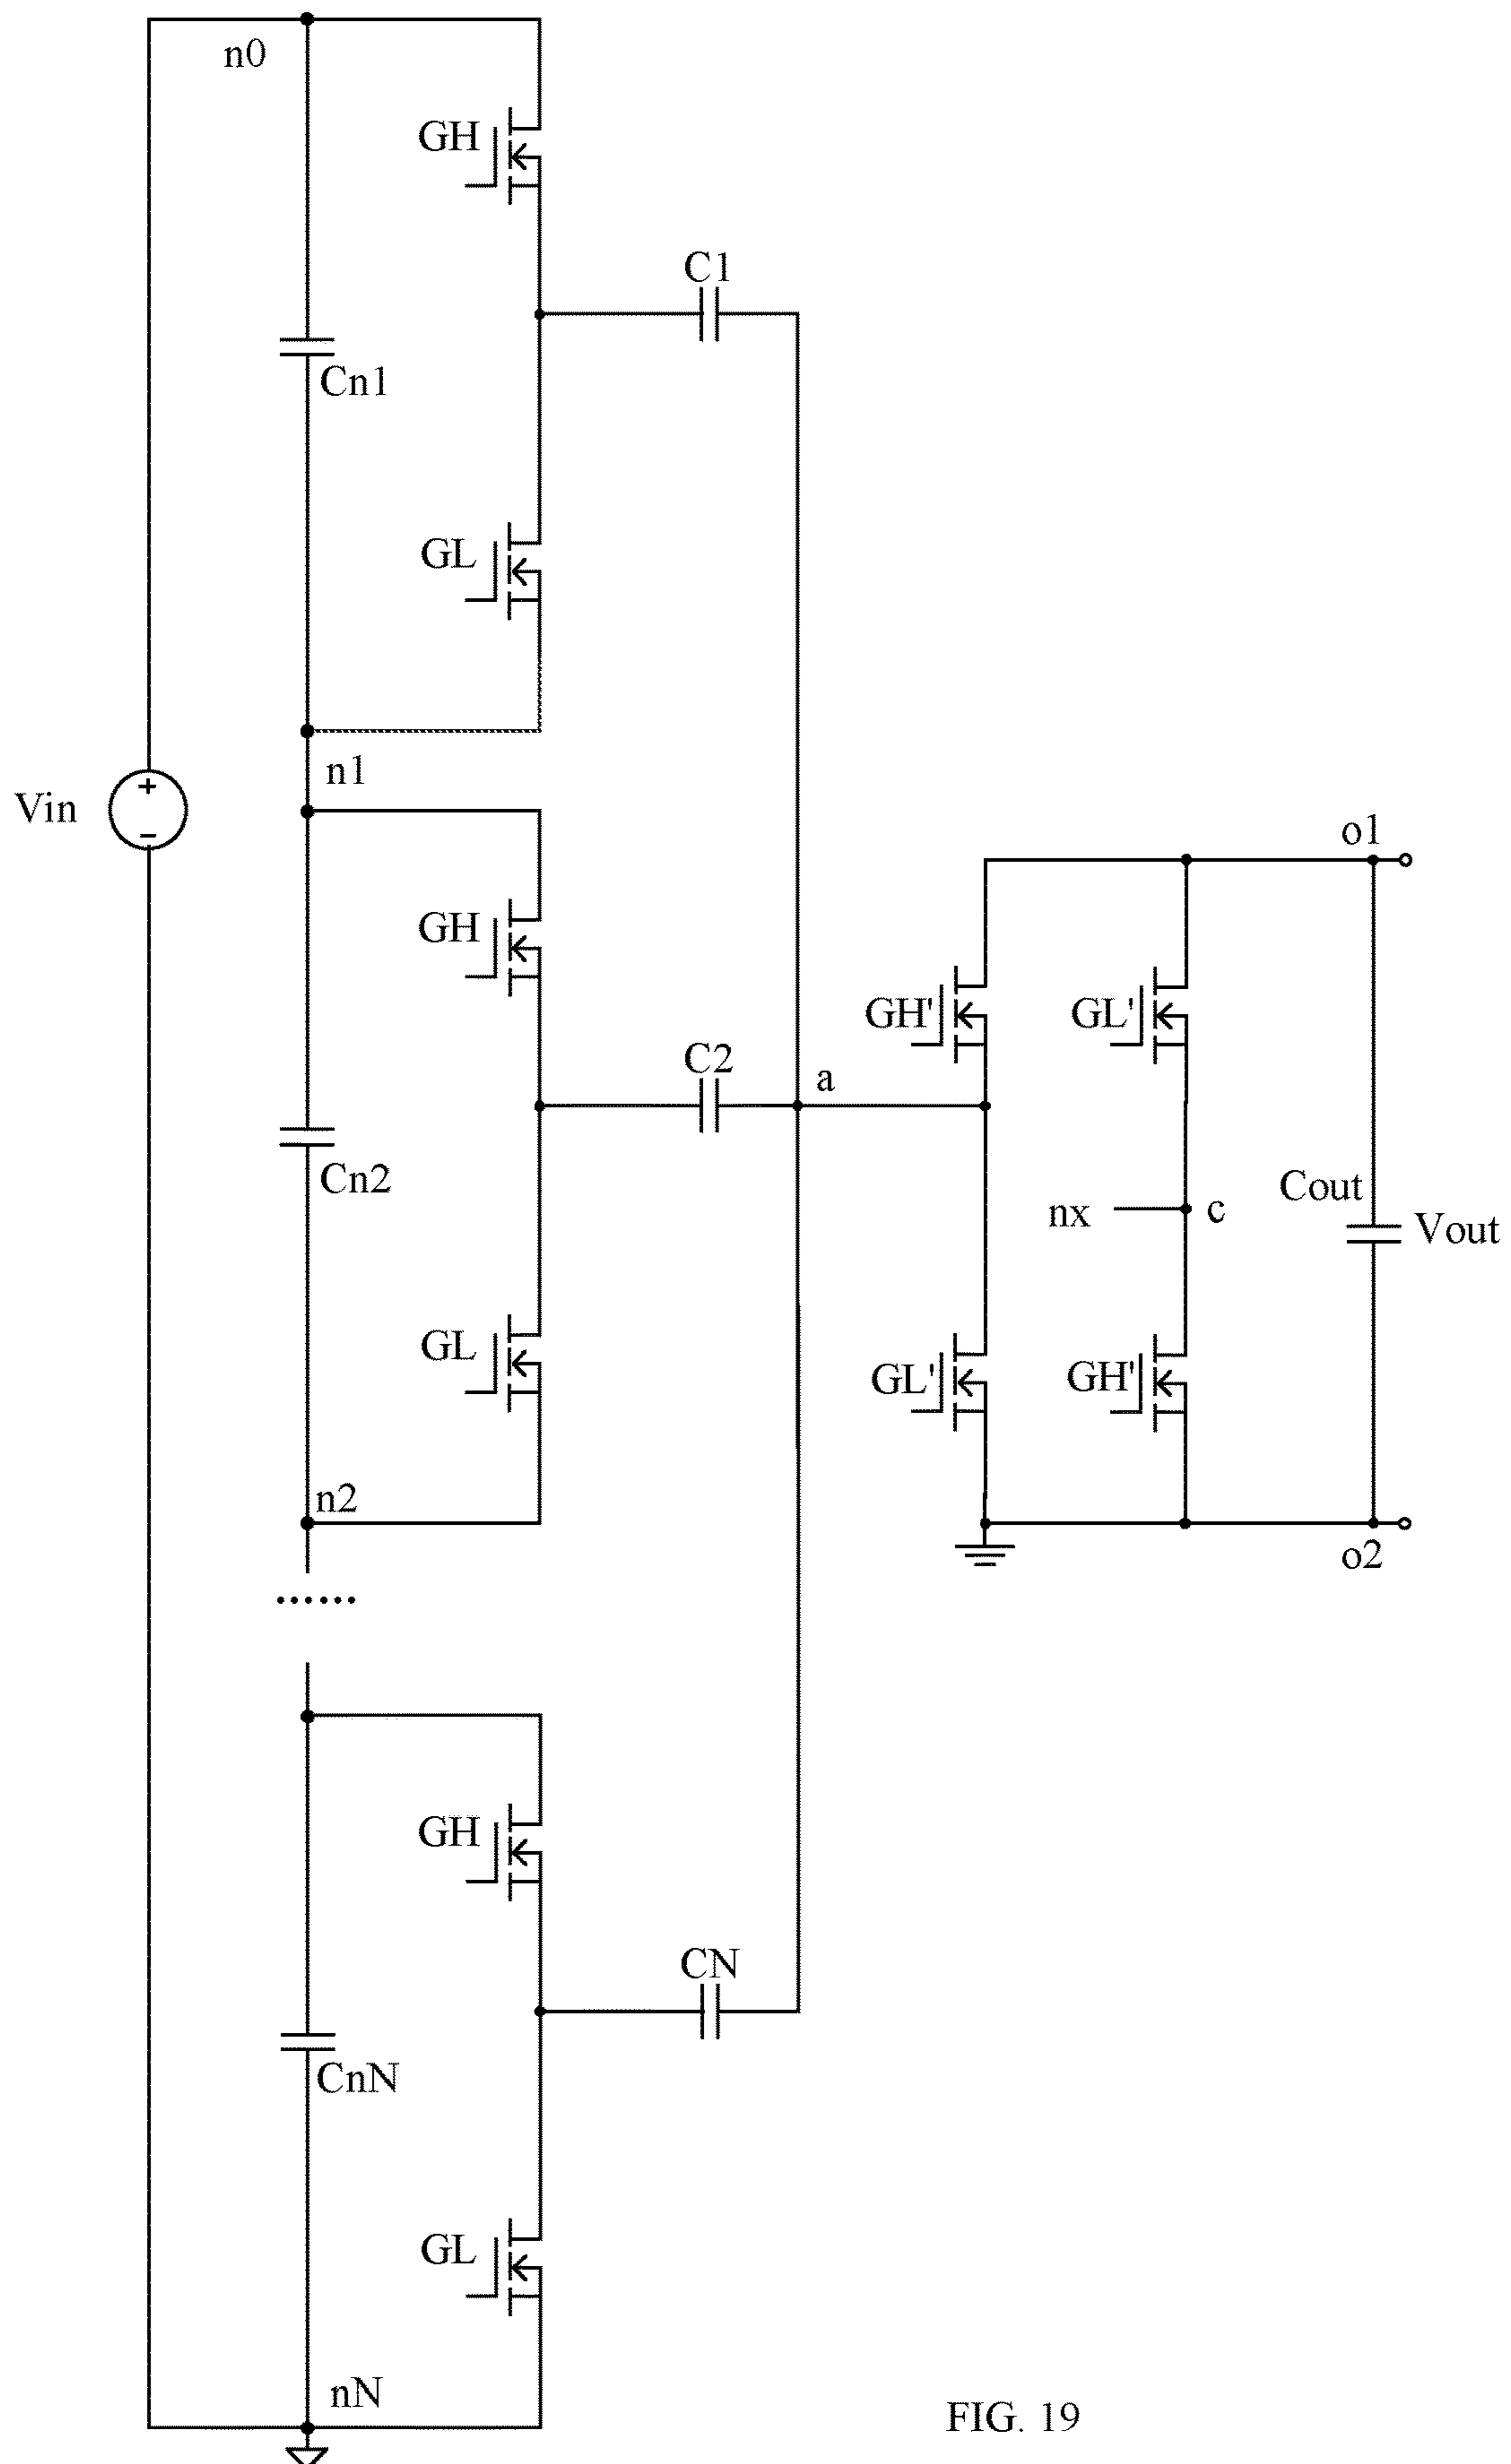 n0
GH
C1
Cn1
GL
n1
Vin
+
−
GH
o1
GH'
GL'
C2
a
Cn2
nx
c
Cout
Vout
GL
GL'
GH'
n2
o2
......
GH
CN
CnN
GL
nN
FIG. 19